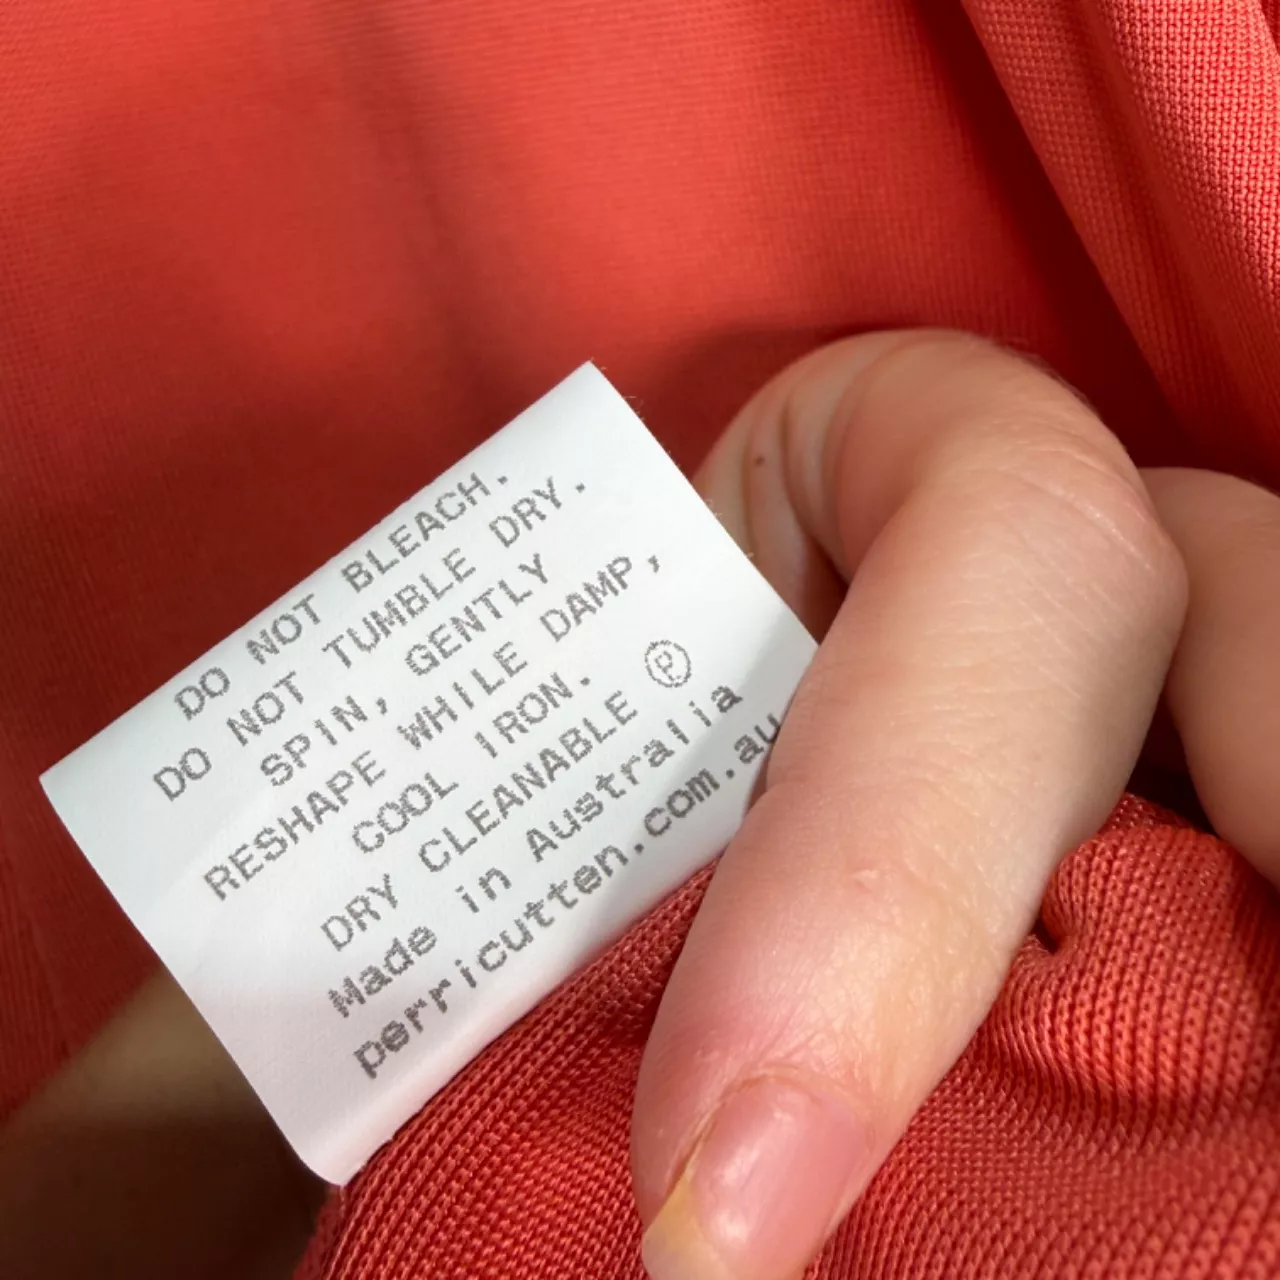 DO NOT BLEACH.
DO NOT TUMBLE DRY.
SPIN, GENTLY
RESHAPE WHILE DAMP,
COOL IRON.
DRY CLEANABLE Ⓟ
Made in Australia
perricutten.com.au